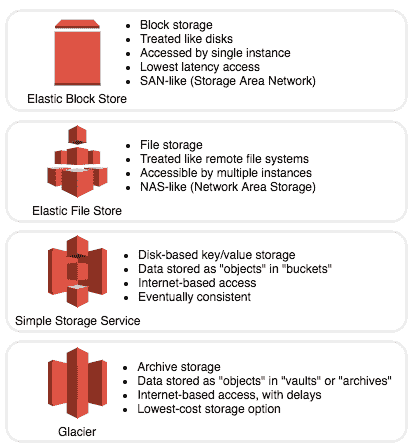 Elastic Block Store
• Block storage
• Treated like disks
• Accessed by single instance
• Lowest latency access
• SAN-like (Storage Area Network)
Elastic File Store
• File storage
• Treated like remote file systems
• Accessible by multiple instances
• NAS-like (Network Area Storage)
Simple Storage Service
• Disk-based key/value storage
• Data stored as "objects" in "buckets"
• Internet-based access
• Eventually consistent
Glacier
• Archive storage
• Data stored as "objects" in "vaults" or "archives"
• Internet-based access, with delays
• Lowest-cost storage option